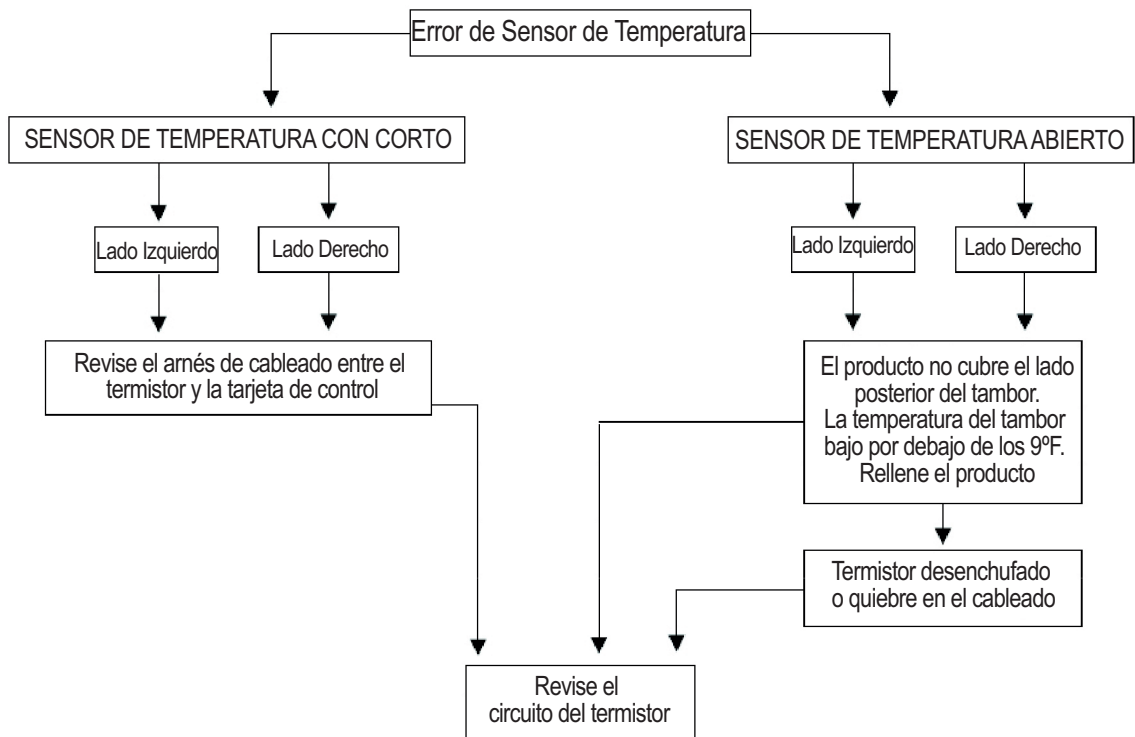 Error de Sensor de Temperatura
SENSOR DE TEMPERATURA CON CORTO
SENSOR DE TEMPERATURA ABIERTO
Lado Izquierdo
Lado Derecho
Lado Izquierdo
Lado Derecho
Revise el arnés de cableado entre el
termistor y la tarjeta de control
El producto no cubre el lado
posterior del tambor.
La temperatura del tambor
bajo por debajo de los 9ºF.
Rellene el producto
Termistor desenchufado
o quiebre en el cableado
Revise el
circuito del termistor